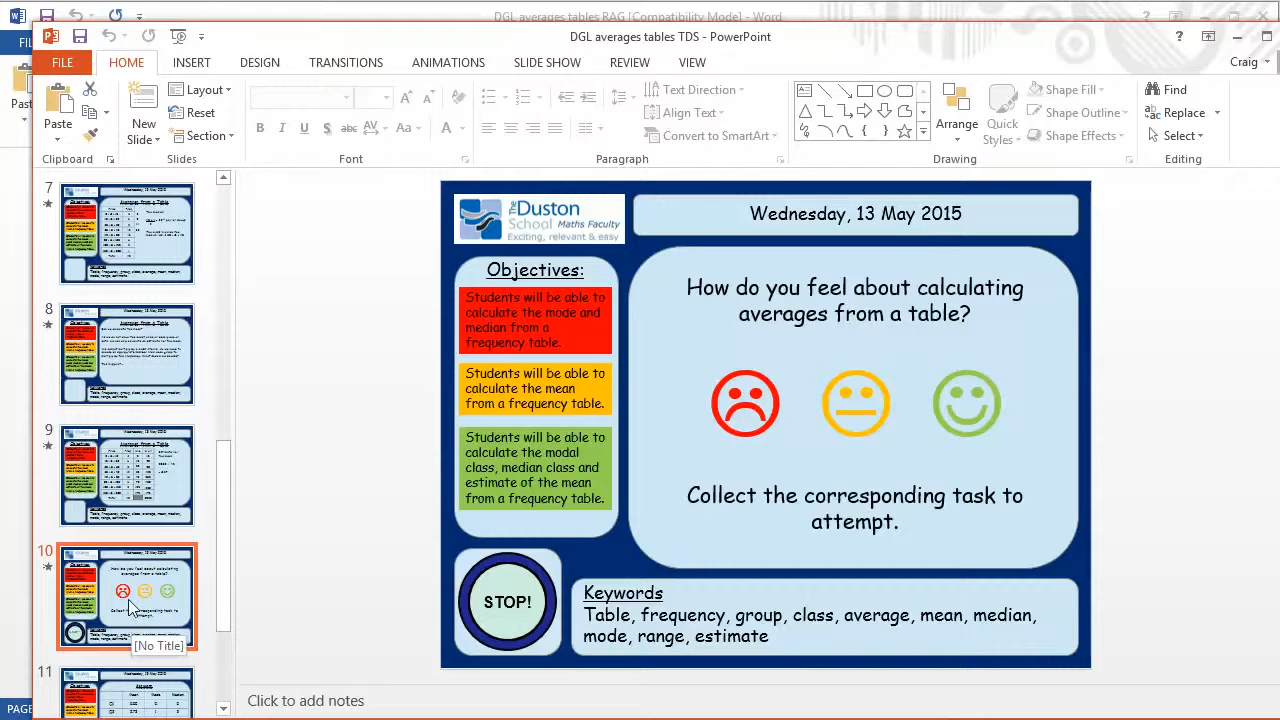 DGL averages tables RAG [Compatibility Mode] - Word
DGL averages tables TDS - PowerPoint
FILE HOME INSERT DESIGN TRANSITIONS ANIMATIONS SLIDE SHOW REVIEW VIEW Craig
Paste
New Slide
Layout
Reset
Section
Text Direction
Align Text
Convert to SmartArt
Arrange
Quick Styles
Shape Fill
Shape Outline
Shape Effects
Find
Replace
Select
Clipboard Slides Font Paragraph Drawing Editing
7
8
9
10
11
[No Title]
The Duston School Maths Faculty
Exciting, relevant & easy
Wednesday, 13 May 2015
Objectives:
Students will be able to
calculate the mode and
median from a
frequency table.
Students will be able to
calculate the mean
from a frequency table.
Students will be able to
calculate the modal
class, median class and
estimate of the mean
from a frequency table.
How do you feel about calculating
averages from a table?
Collect the corresponding task to
attempt.
STOP!
Keywords
Table, frequency, group, class, average, mean, median,
mode, range, estimate
Click to add no
PAGE